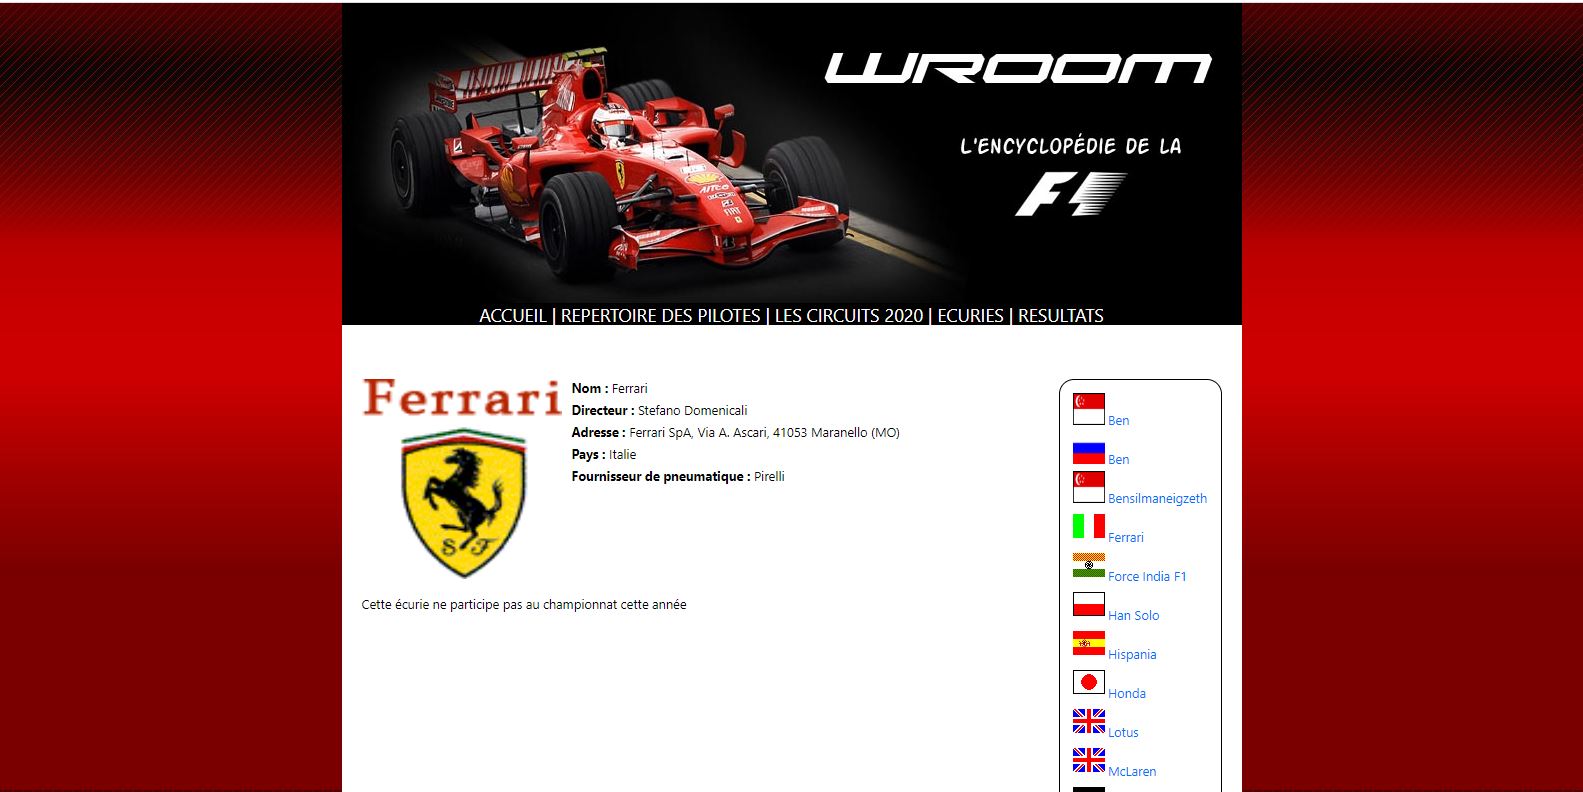 WROOM
L'ENCYCLOPÉDIE DE LA
F1
ACCUEIL | REPERTOIRE DES PILOTES | LES CIRCUITS 2020 | ECURIES | RESULTATS
Ferrari
S F
Nom : Ferrari
Directeur : Stefano Domenicali
Adresse : Ferrari SpA, Via A. Ascari, 41053 Maranello (MO)
Pays : Italie
Fournisseur de pneumatique : Pirelli
Cette écurie ne participe pas au championnat cette année
Ben
Ben
Bensilmaneigzeth
Ferrari
Force India F1
Han Solo
Hispania
Honda
Lotus
McLaren